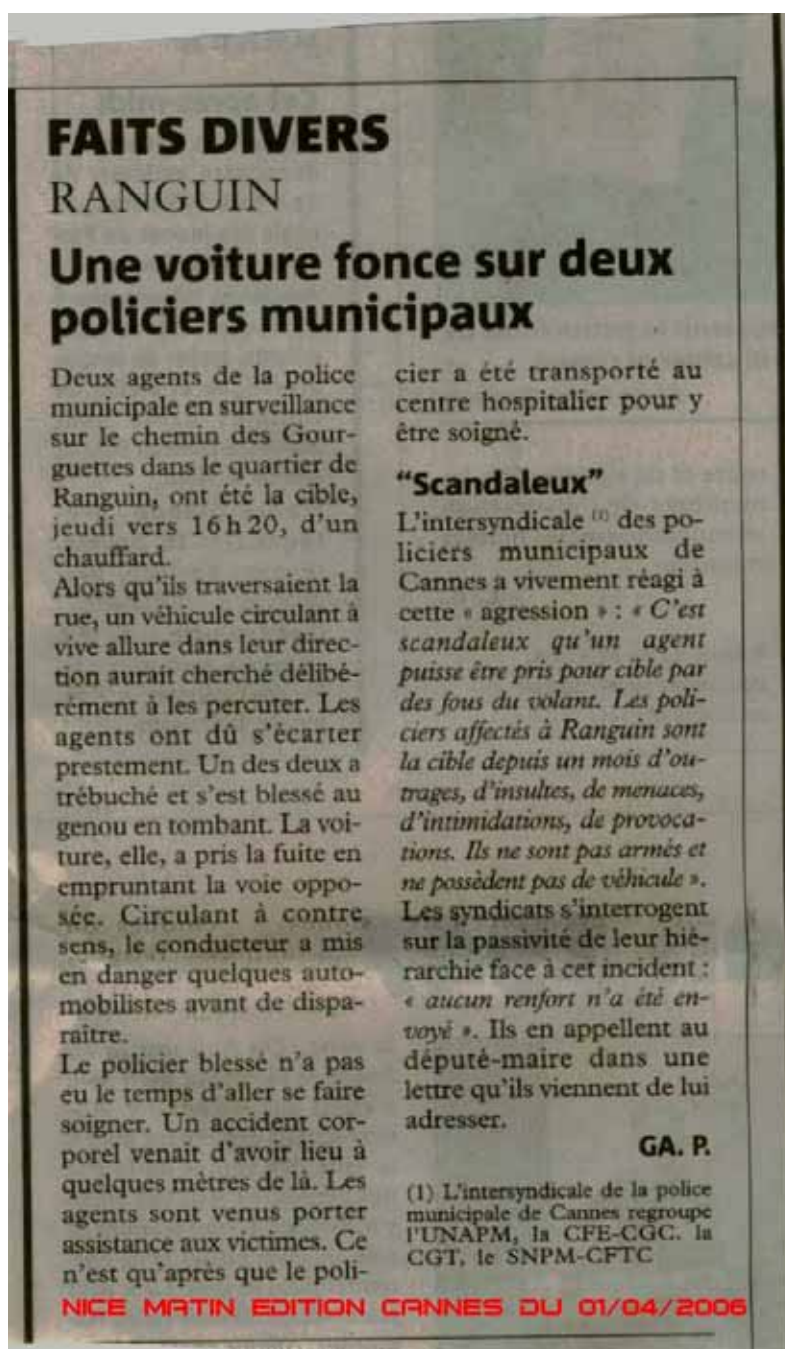 FAITS DIVERS
RANGUIN
Une voiture fonce sur deux
policiers municipaux
Deux agents de la police
municipale en surveillance
sur le chemin des Gour-
guettes dans le quartier de
Ranguin, ont été la cible,
jeudi vers 16 h 20, d'un
chauffard.
Alors qu'ils traversaient la
rue, un véhicule circulant à
vive allure dans leur direc-
tion aurait cherché délibé-
rément à les percuter. Les
agents ont dû s'écarter
prestement. Un des deux a
trébuché et s'est blessé au
genou en tombant. La voi-
ture, elle, a pris la fuite en
empruntant la voie oppo-
sée. Circulant à contre
sens, le conducteur a mis
en danger quelques auto-
mobilistes avant de dispa-
raître.
Le policier blessé n'a pas
eu le temps d'aller se faire
soigner. Un accident cor-
porel venait d'avoir lieu à
quelques mètres de là. Les
agents sont venus porter
assistance aux victimes. Ce
n'est qu'après que le poli-
cier a été transporté au
centre hospitalier pour y
être soigné.
"Scandaleux"
L'intersyndicale (1) des po-
liciers municipaux de
Cannes a vivement réagi à
cette « agression » : « C'est
scandaleux qu'un agent
puisse être pris pour cible par
des fous du volant. Les poli-
ciers affectés à Ranguin sont
la cible depuis un mois d'ou-
trages, d'insultes, de menaces,
d'intimidations, de provoca-
tions. Ils ne sont pas armés et
ne possèdent pas de véhicule ».
Les syndicats s'interrogent
sur la passivité de leur hié-
rarchie face à cet incident :
« aucun renfort n'a été en-
voyé ». Ils en appellent au
député-maire dans une
lettre qu'ils viennent de lui
adresser.
GA. P.
(1) L'intersyndicale de la police
municipale de Cannes regroupe
l'UNAPM, la CFE-CGC. la
CGT, le SNPM-CFTC
NICE MATIN EDITION CANNES DU 01/04/2006